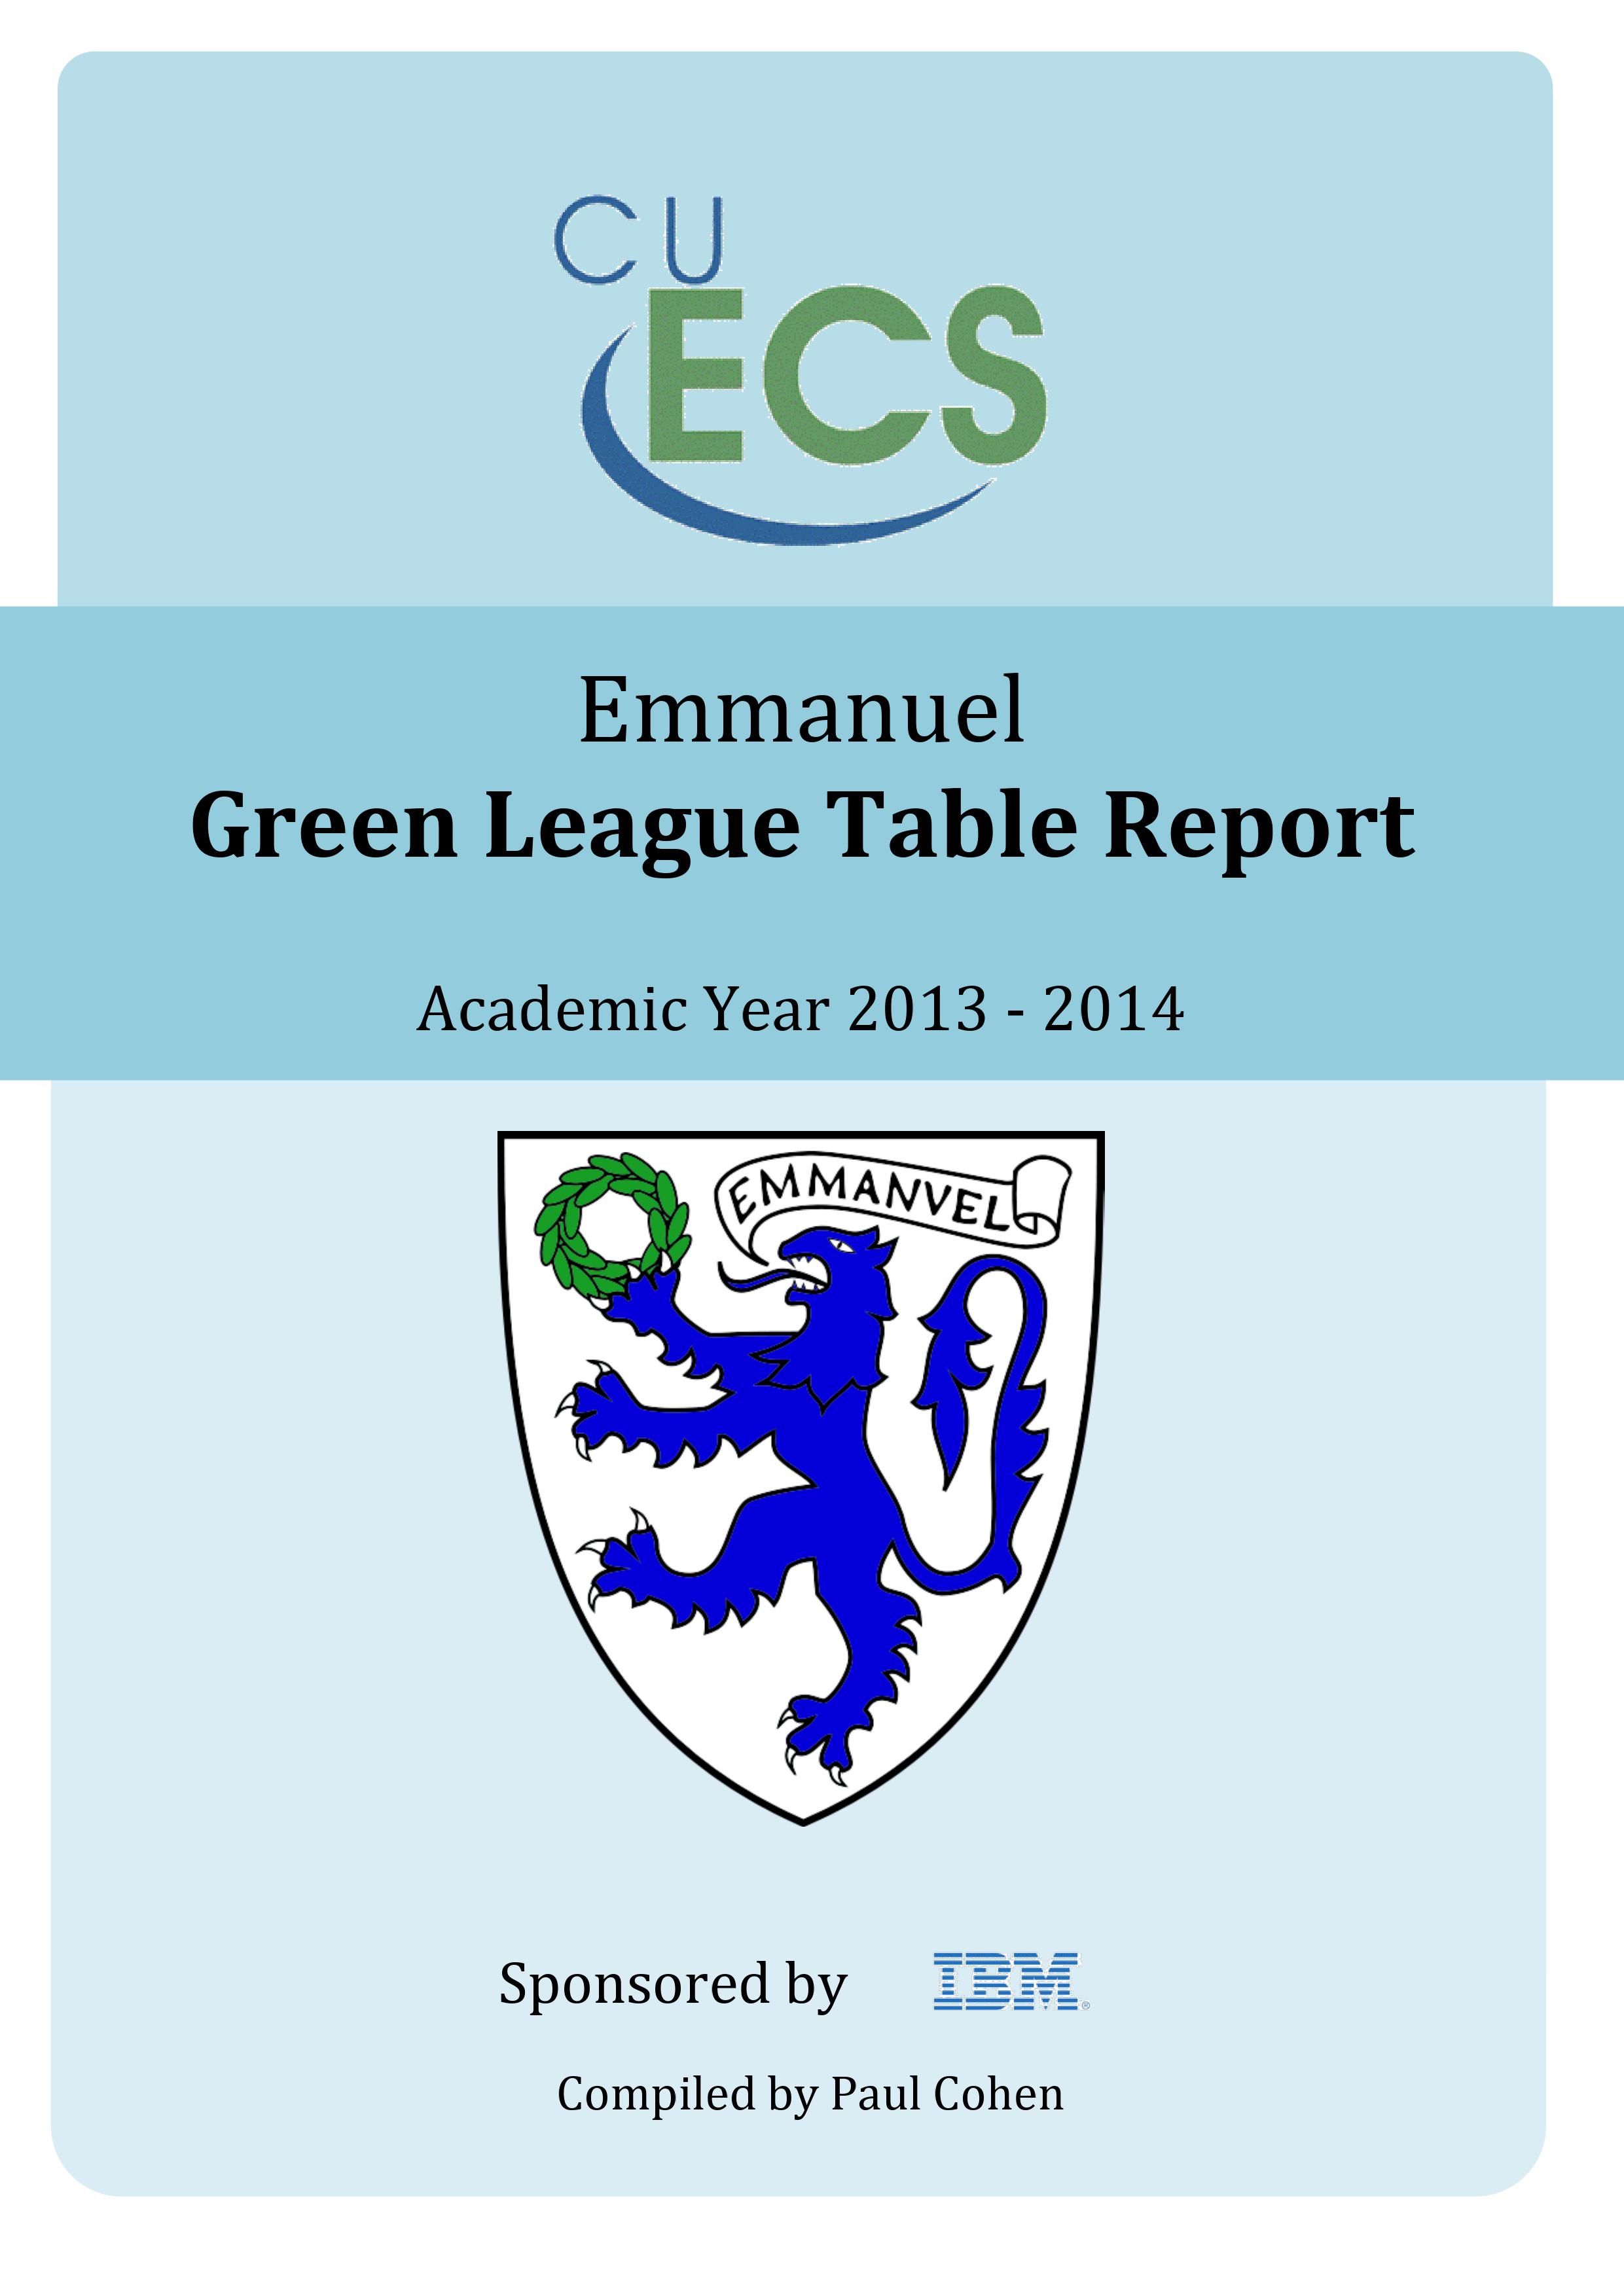 CU
ECS
Emmanuel
Green League Table Report
Academic Year 2013 - 2014
EMMANVEL
Sponsored by IBM®
Compiled by Paul Cohen